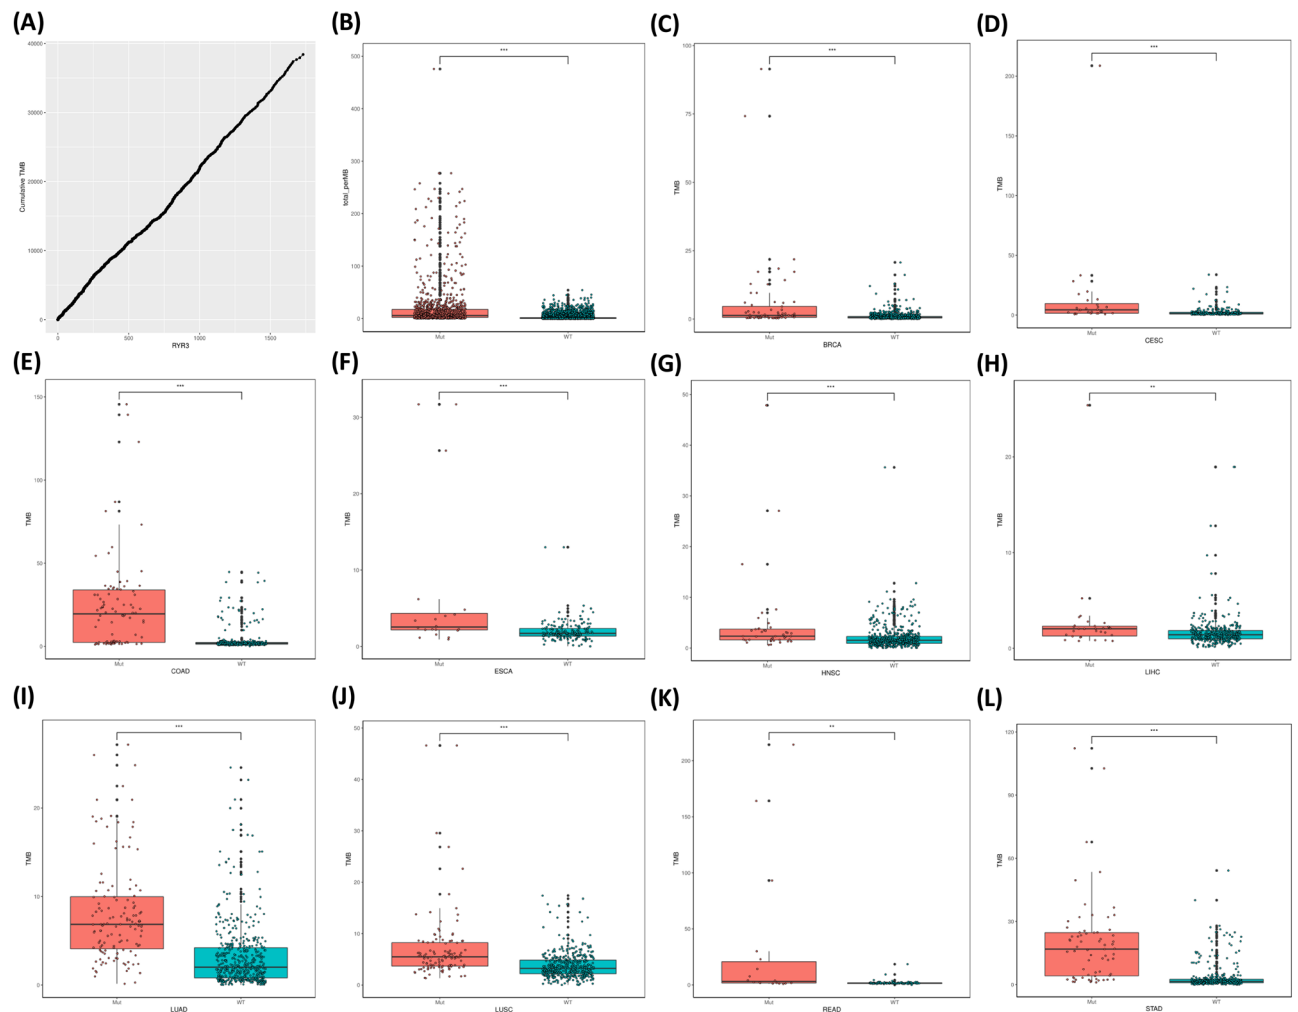 (A)
40000
30000
20000
10000
0
Cumulative TMB
0 500 1000 1500
RYR3
(B)
***
500
400
300
200
100
0
total_perMB
Mut WT
(C)
***
100
75
50
25
0
TMB
Mut WT
BRCA
(D)
***
200
150
100
50
0
TMB
Mut WT
CESC
(E)
***
150
100
50
0
TMB
Mut WT
COAD
(F)
***
30
20
10
0
TMB
Mut WT
ESCA
(G)
***
50
40
30
20
10
0
TMB
Mut WT
HNSC
(H)
**
20
10
0
TMB
Mut WT
LIHC
(I)
***
20
10
0
TMB
Mut WT
LUAD
(J)
***
50
40
30
20
10
0
TMB
Mut WT
LUSC
(K)
**
200
150
100
50
0
TMB
Mut WT
READ
(L)
***
120
90
60
30
0
TMB
Mut WT
STAD